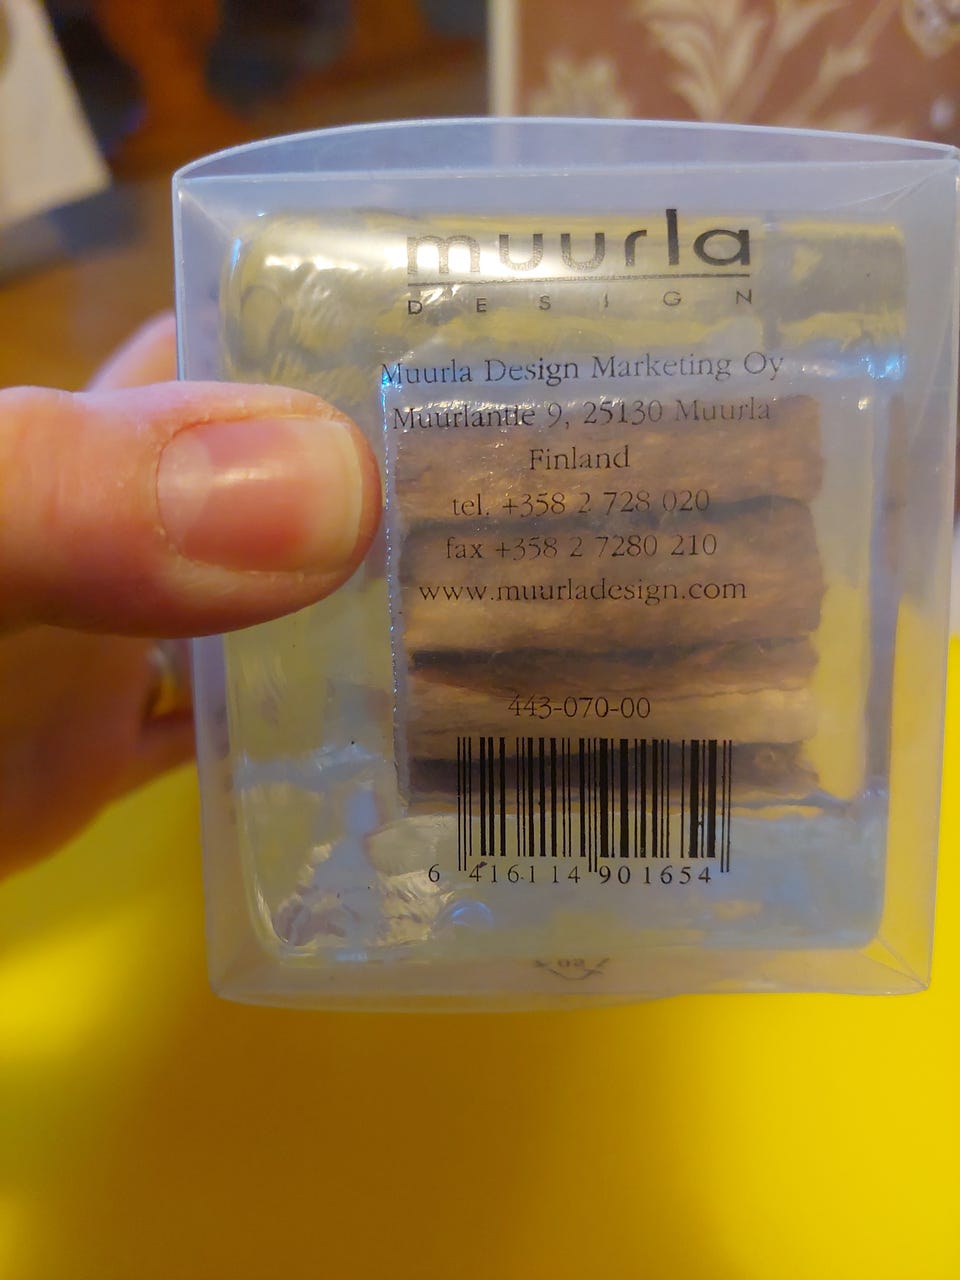 muurla
DESIGN
Muurla Design Marketing Oy
Muurlantie 9, 25130 Muurla
Finland
tel. +358 2 728 020
fax +358 2 7280 210
www.muurladesign.com
443-070-00
6 416114 901654
02